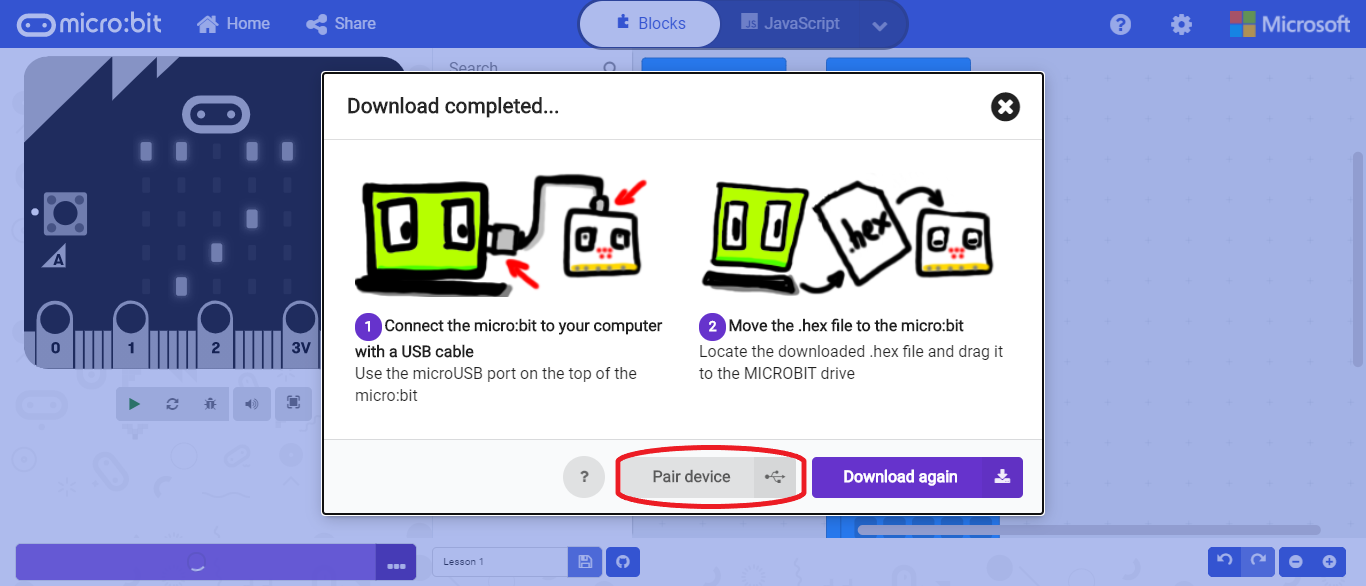 micro:bit
Home
Share
Blocks
JavaScript
?
Microsoft
Search
Download completed...
.hex
1 Connect the micro:bit to your computer
with a USB cable
Use the microUSB port on the top of the
micro:bit
2 Move the .hex file to the micro:bit
Locate the downloaded .hex file and drag it
to the MICROBIT drive
A
0
1
2
3V
?
Pair device
Download again
...
Lesson 1